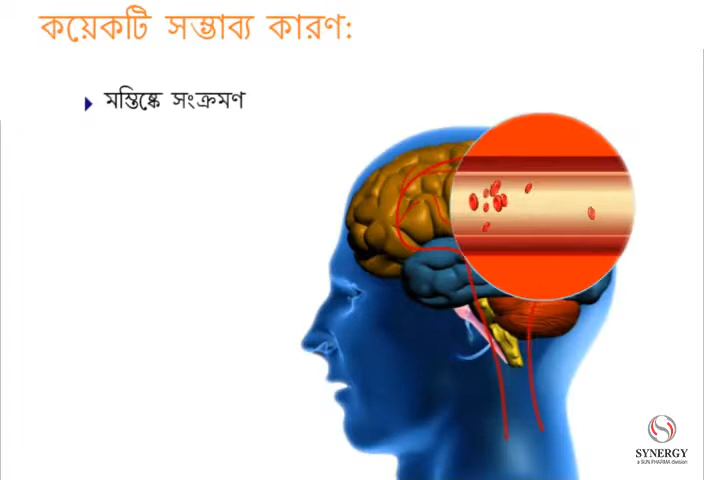 কয়েকটি সম্ভাব্য কারণ:
মস্তিষ্কে সংক্রমণ
SYNERGY
a SUN PHARMA division